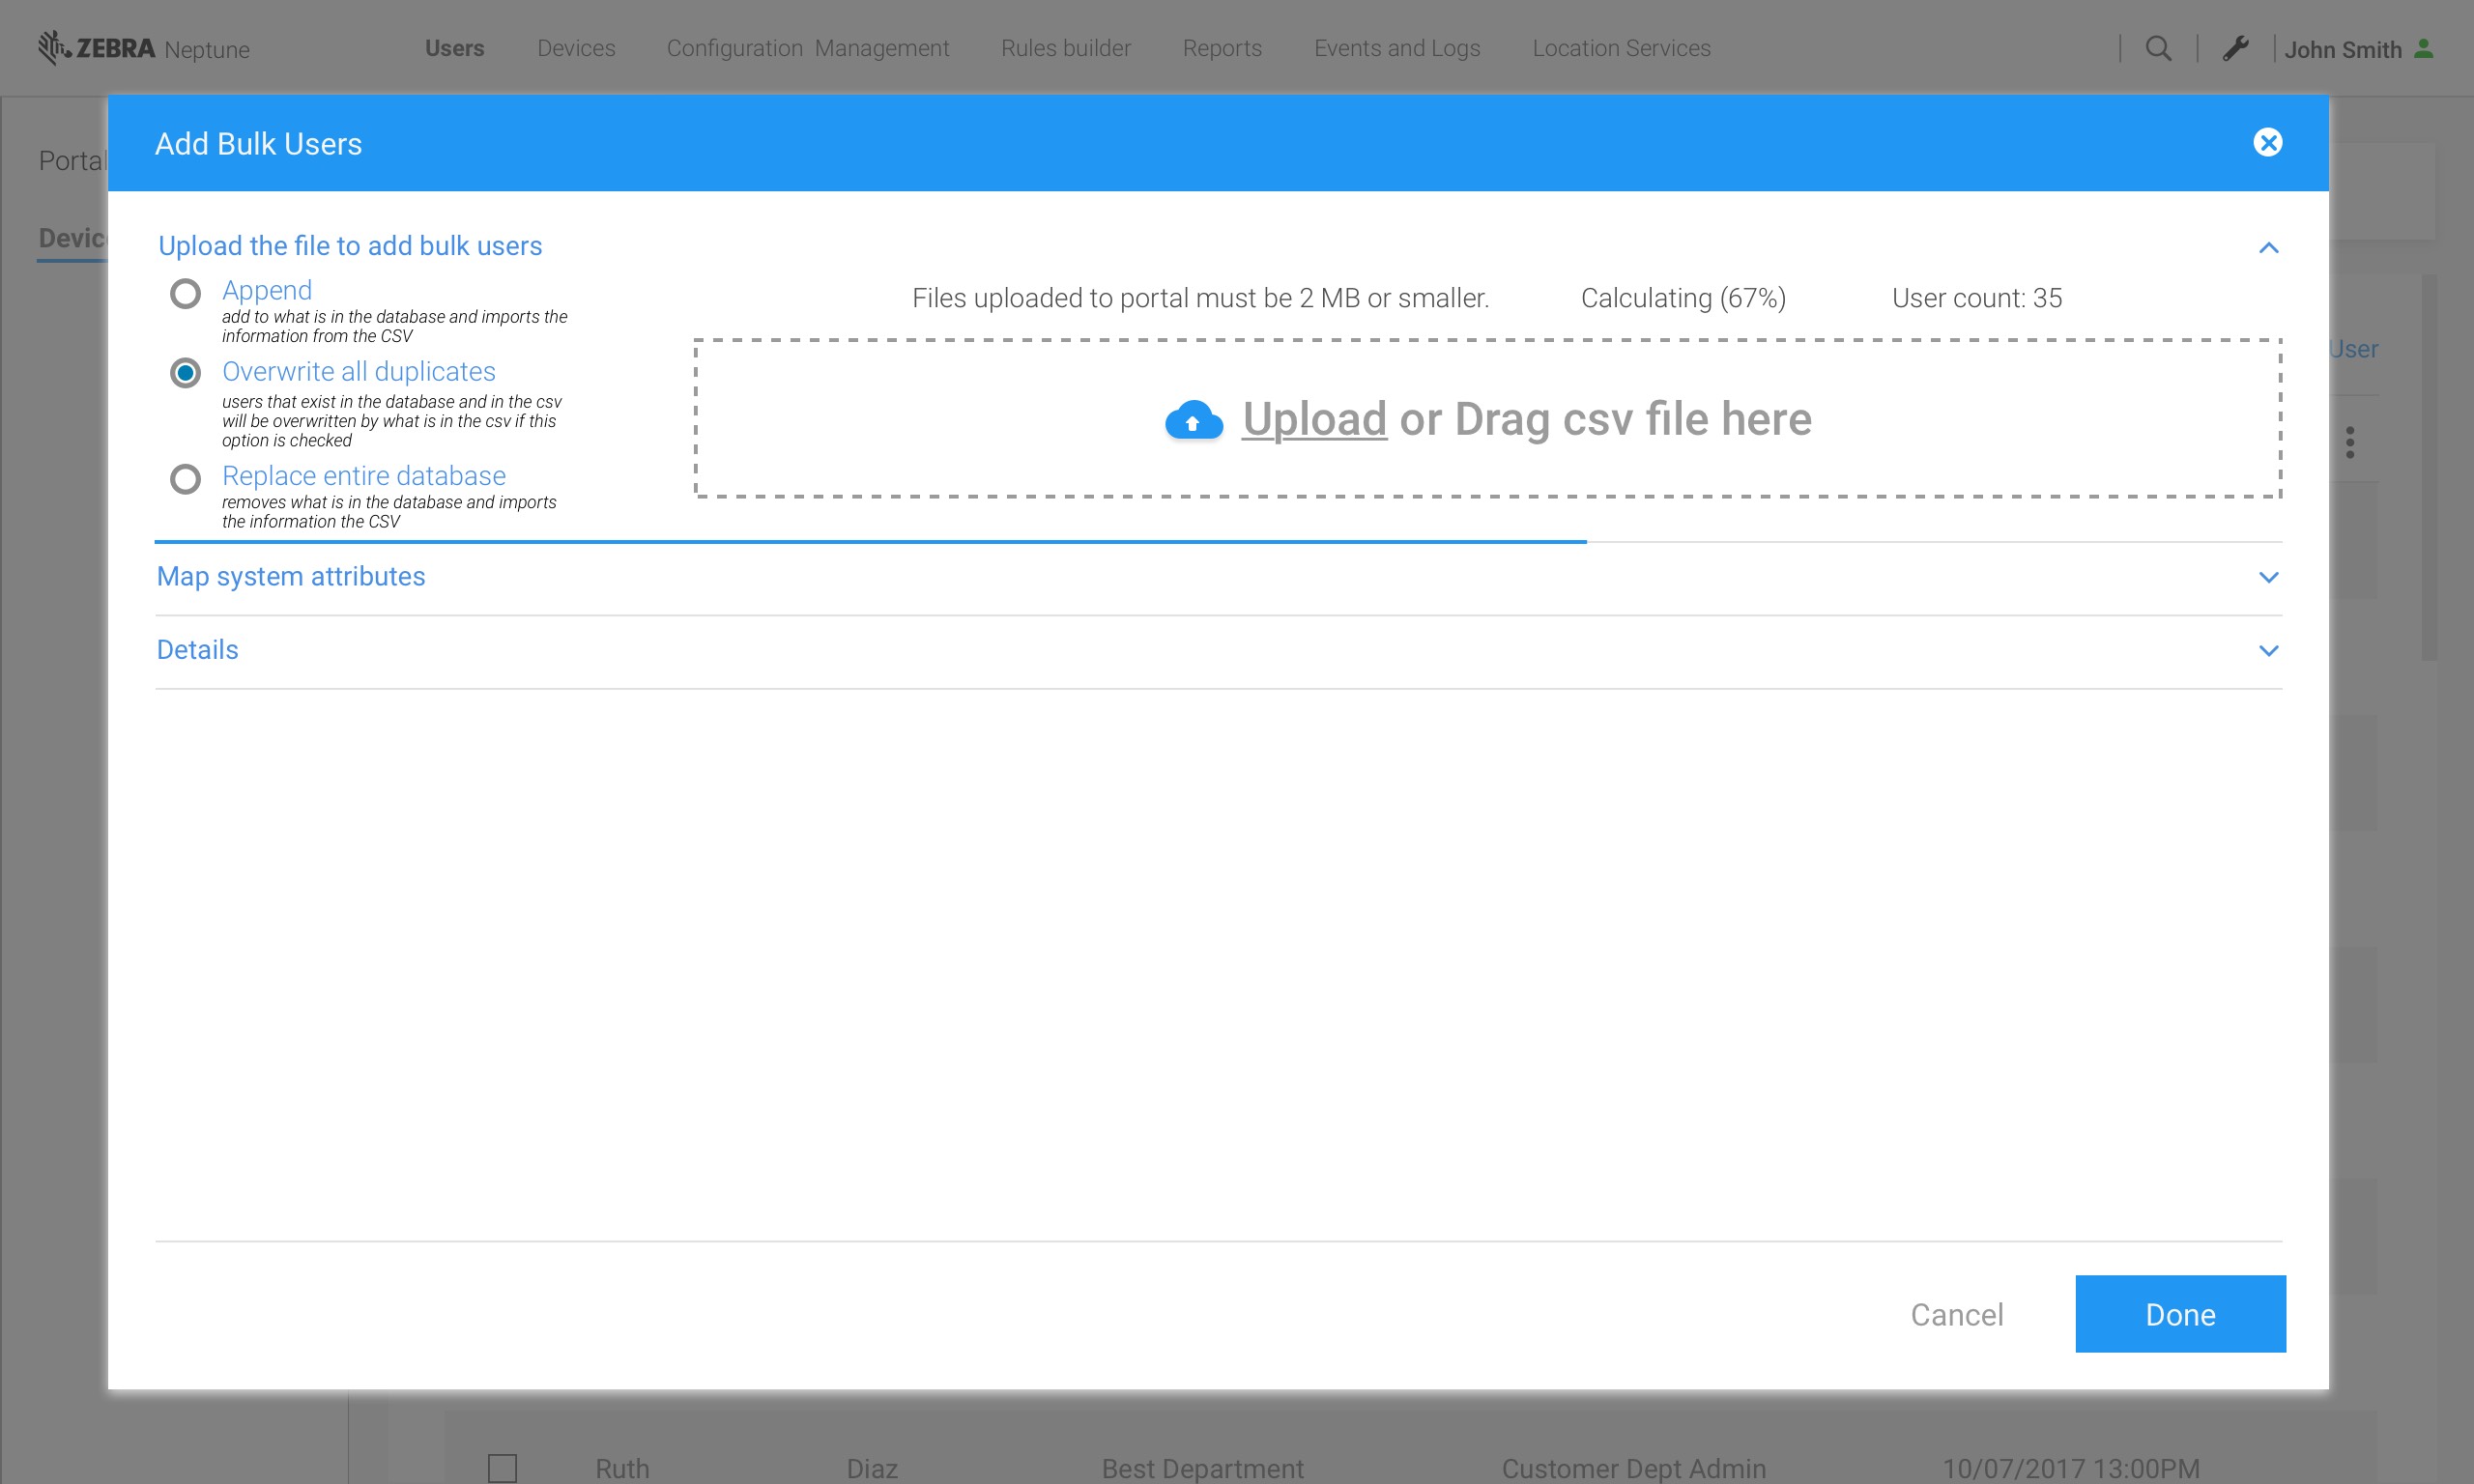 ZEBRA Neptune
Users Devices Configuration Management Rules builder Reports Events and Logs Location Services
John Smith
Portal
Add Bulk Users
Upload the file to add bulk users
Append
add to what is in the database and imports the
information from the CSV
Overwrite all duplicates
users that exist in the database and in the csv
will be overwritten by what is in the csv if this
option is checked
Replace entire database
removes what is in the database and imports
the information the CSV
Files uploaded to portal must be 2 MB or smaller. Calculating (67%) User count: 35
Upload or Drag csv file here
User
Map system attributes
Details
Cancel Done
Ruth Diaz Best Department Customer Dept Admin 10/07/2017 13:00PM